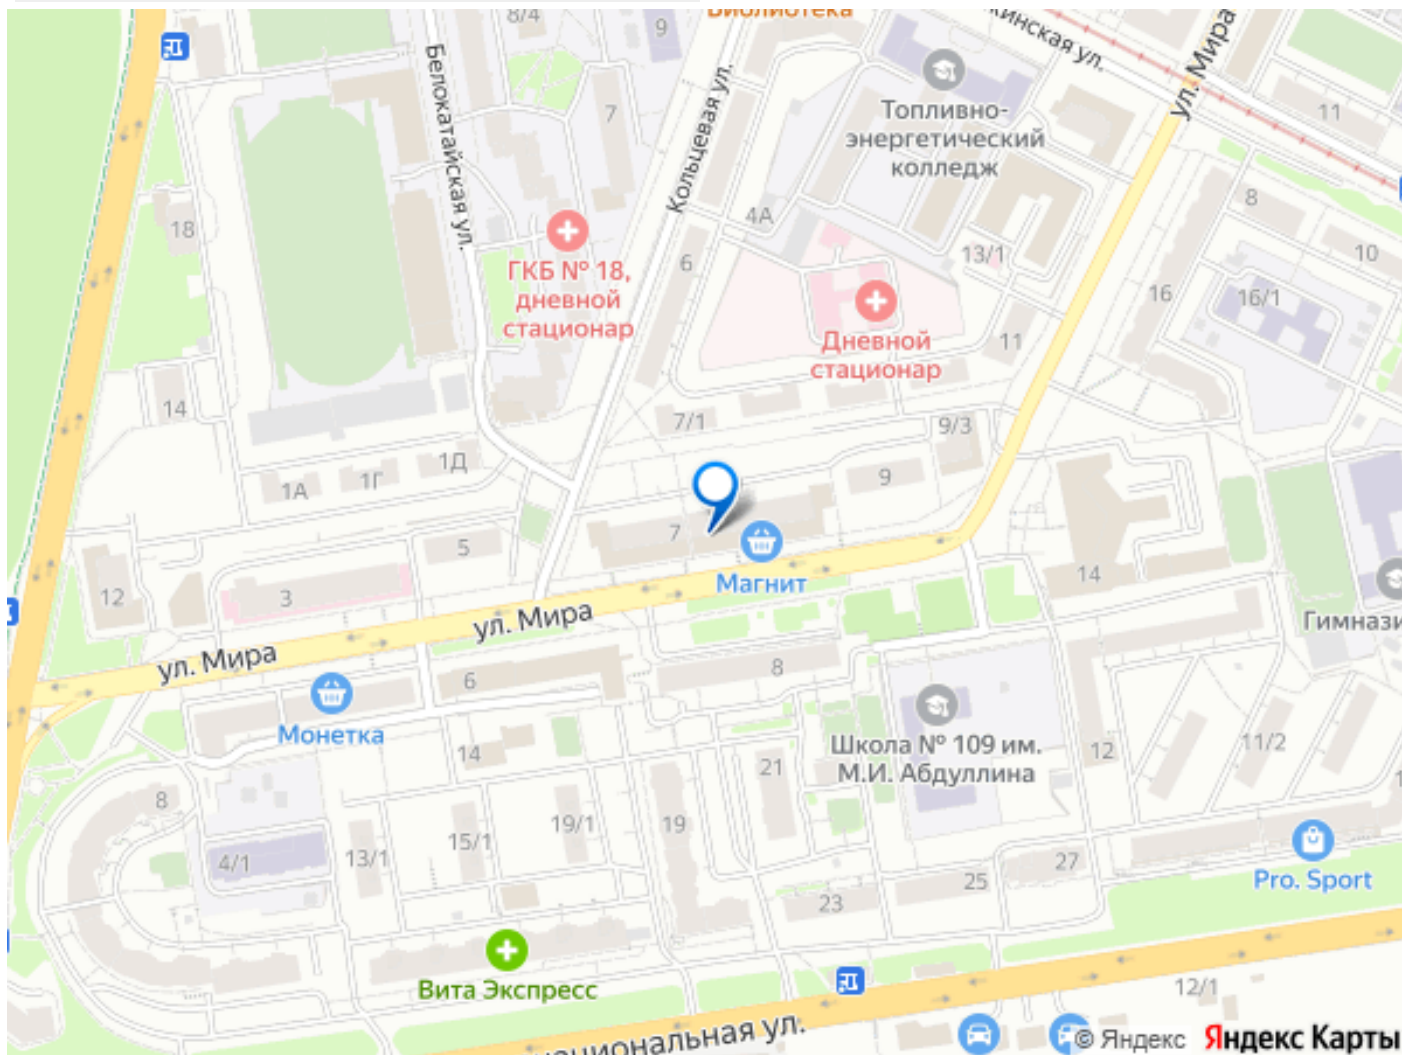 8/4
9
Библиотека
кинская ул.
ул. Мира
Белокатайская ул.
7
Кольцевая ул.
Топливно-
энергетический
колледж
11
18
4А
8
ГКБ № 18,
дневной
стационар
6
13/1
10
16
16/1
Дневной
стационар
11
14
7/1
9/3
1А
1Г
1Д
9
5
7
Магнит
12
3
14
ул. Мира
ул. Мира
Гимнази
6
8
Монетка
14
21
Школа № 109 им.
М.И. Абдуллина
12
11/2
8
15/1
19/1
19
4/1
13/1
27
25
23
Pro. Sport
Вита Экспресс
12/1
циональная ул.
© Яндекс Яндекс Карты